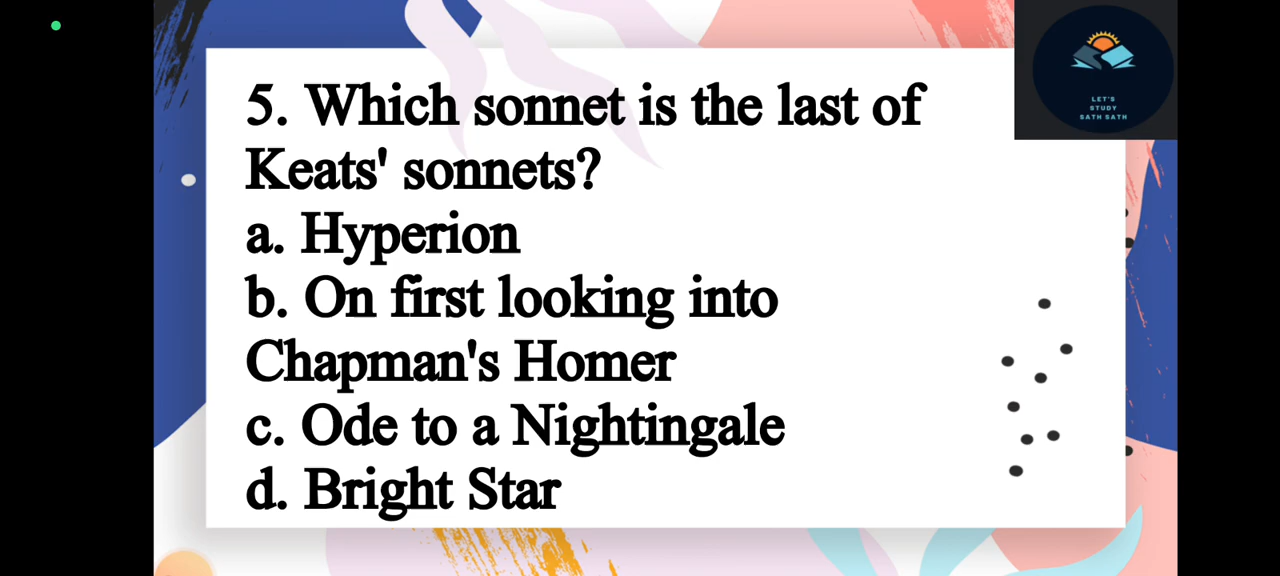 5. Which sonnet is the last of
Keats' sonnets?
a. Hyperion
b. On first looking into
Chapman's Homer
c. Ode to a Nightingale
d. Bright Star
LET'S
STUDY
SATH SATH